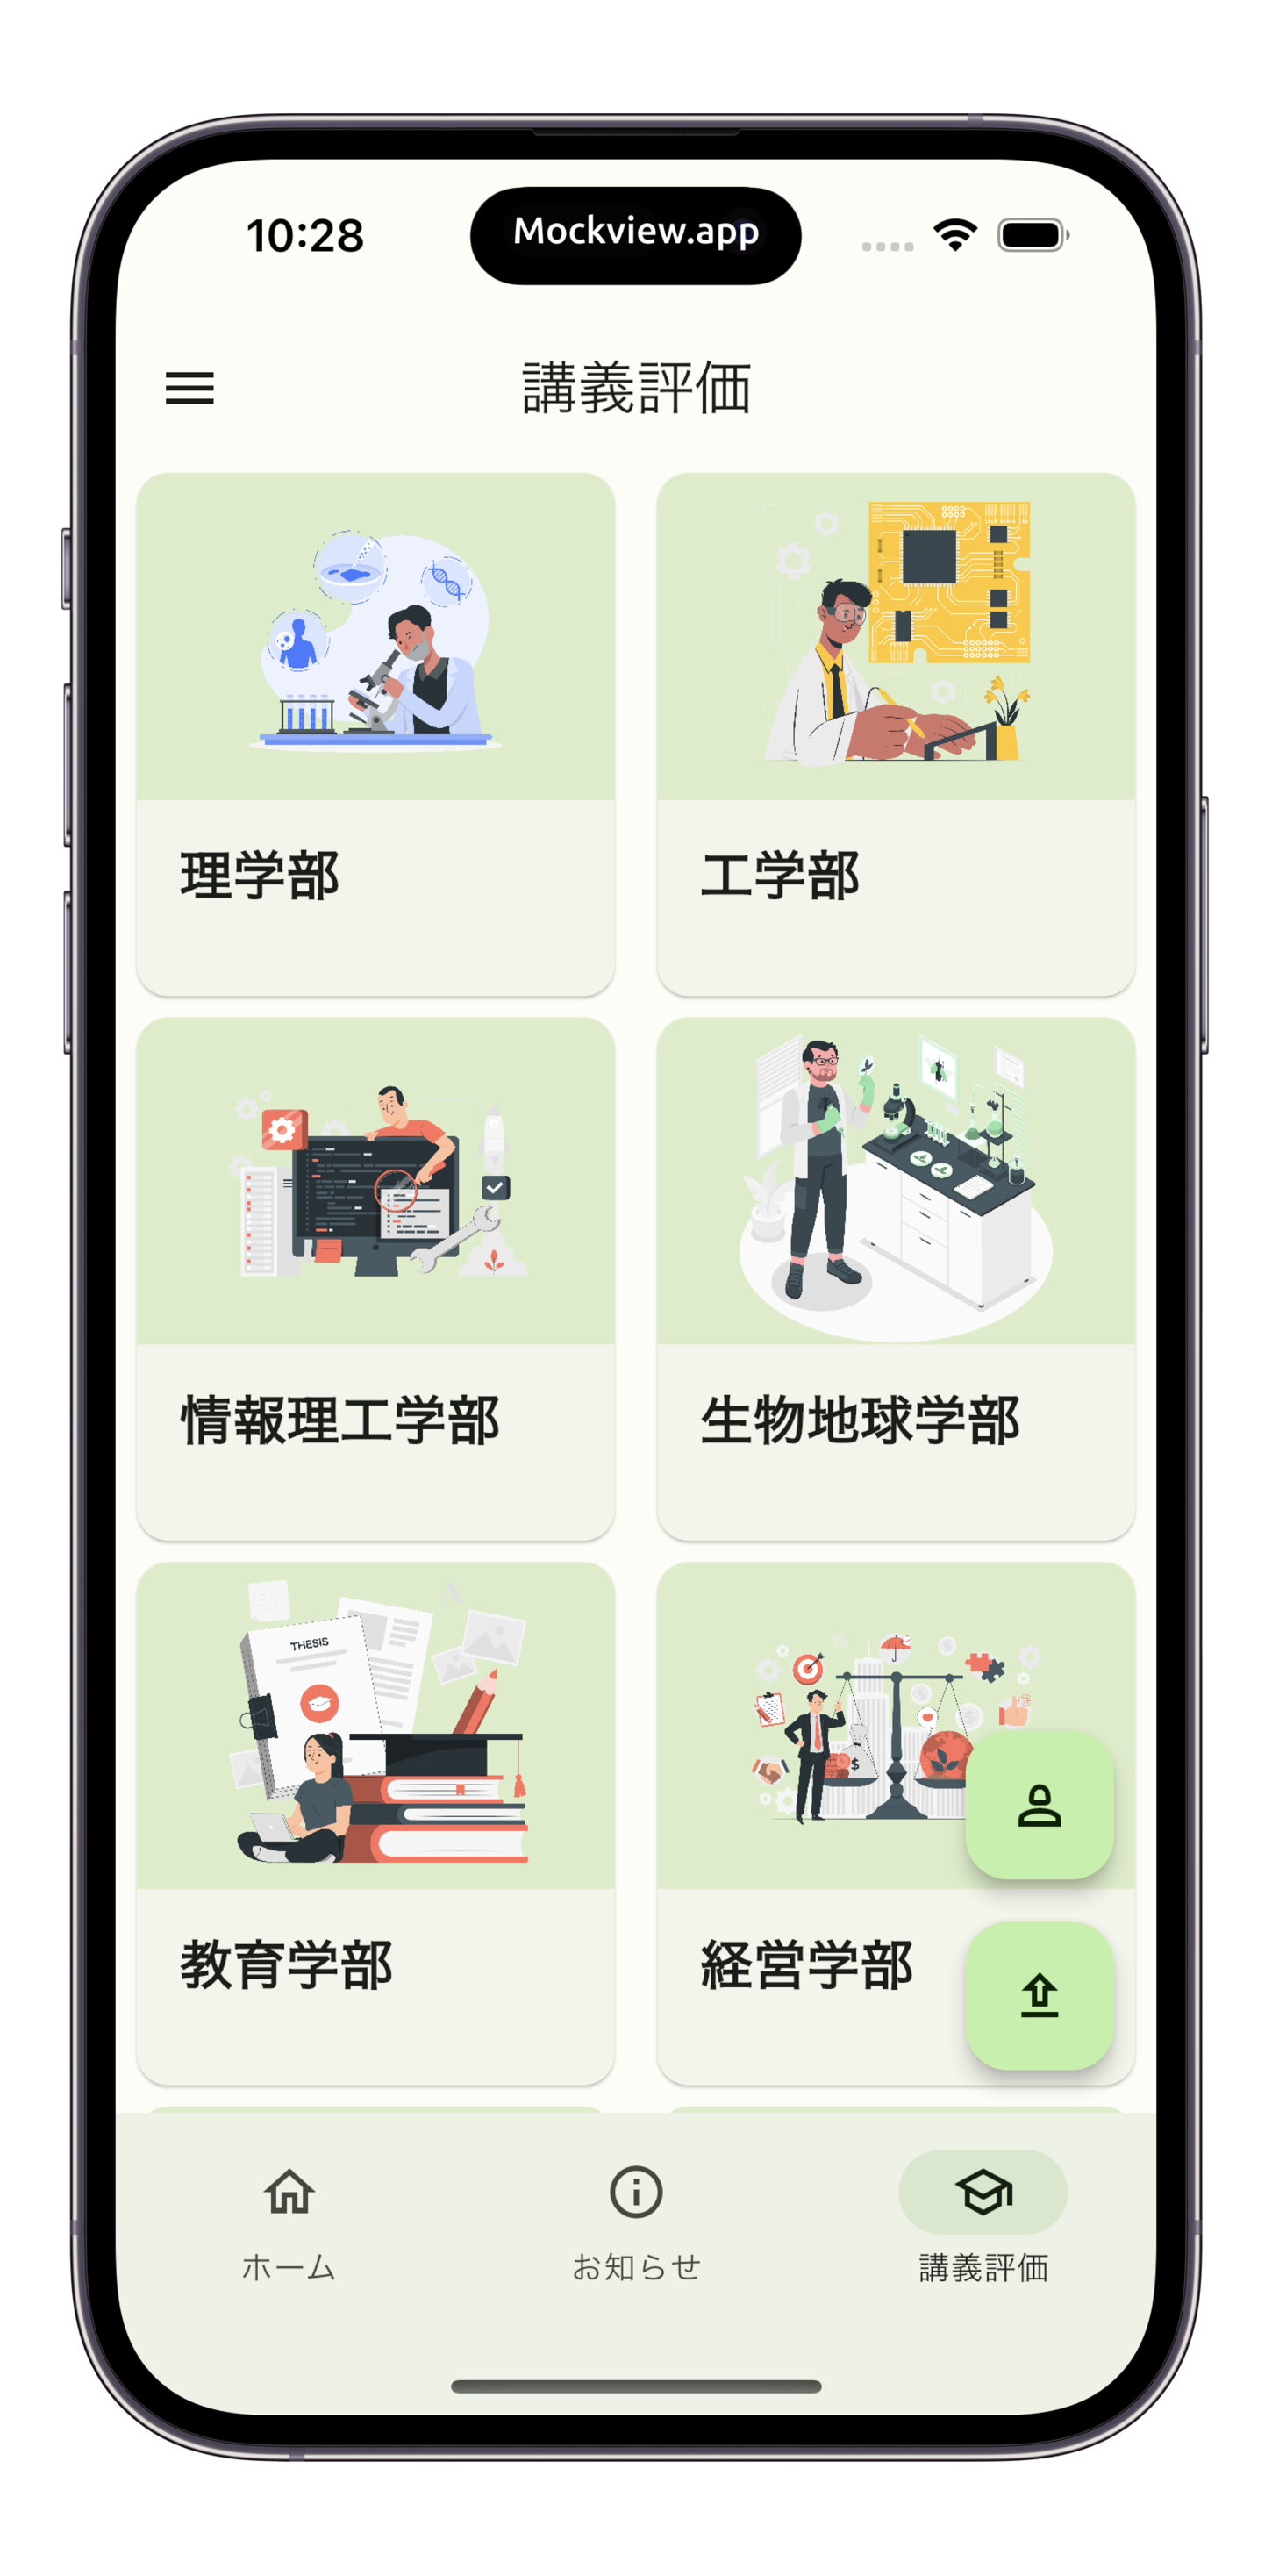 10:28
Mockview.app
講義評価
理学部
工学部
情報理工学部
生物地球学部
THESIS
教育学部
経営学部
ホーム
お知らせ
講義評価